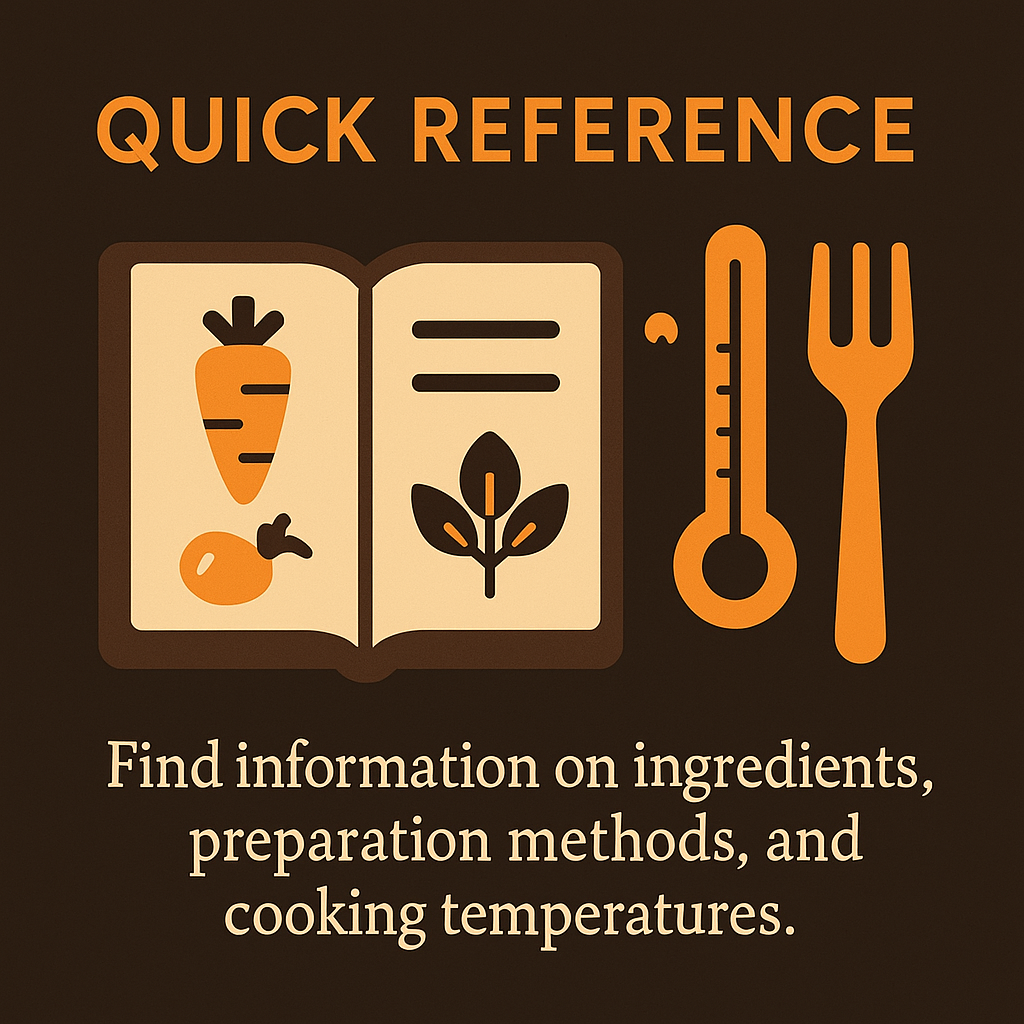 QUICK REFERENCE
Find information on ingredients,
preparation methods, and
cooking temperatures.